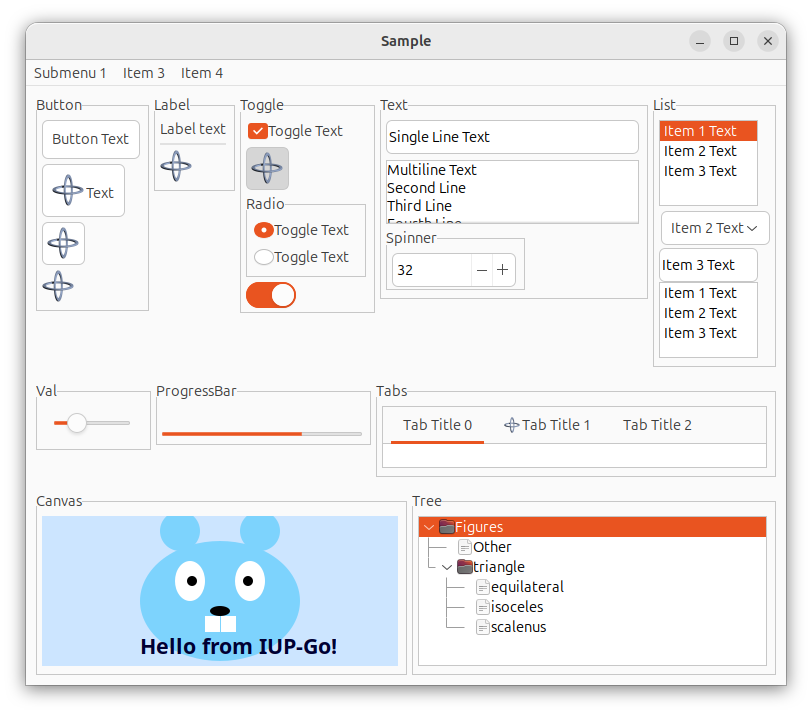 Sample
Submenu 1 Item 3 Item 4
Button
Button Text
Text
Label
Label text
Toggle
Toggle Text
Radio
Toggle Text
Toggle Text
Text
Single Line Text
Multiline Text
Second Line
Third Line
Fourth Line
Spinner
32
List
Item 1 Text
Item 2 Text
Item 3 Text
Item 2 Text
Item 3 Text
Item 1 Text
Item 2 Text
Item 3 Text
Val
ProgressBar
Tabs
Tab Title 0 Tab Title 1 Tab Title 2
Canvas
Hello from IUP-Go!
Tree
Figures
Other
triangle
equilateral
isoceles
scalenus